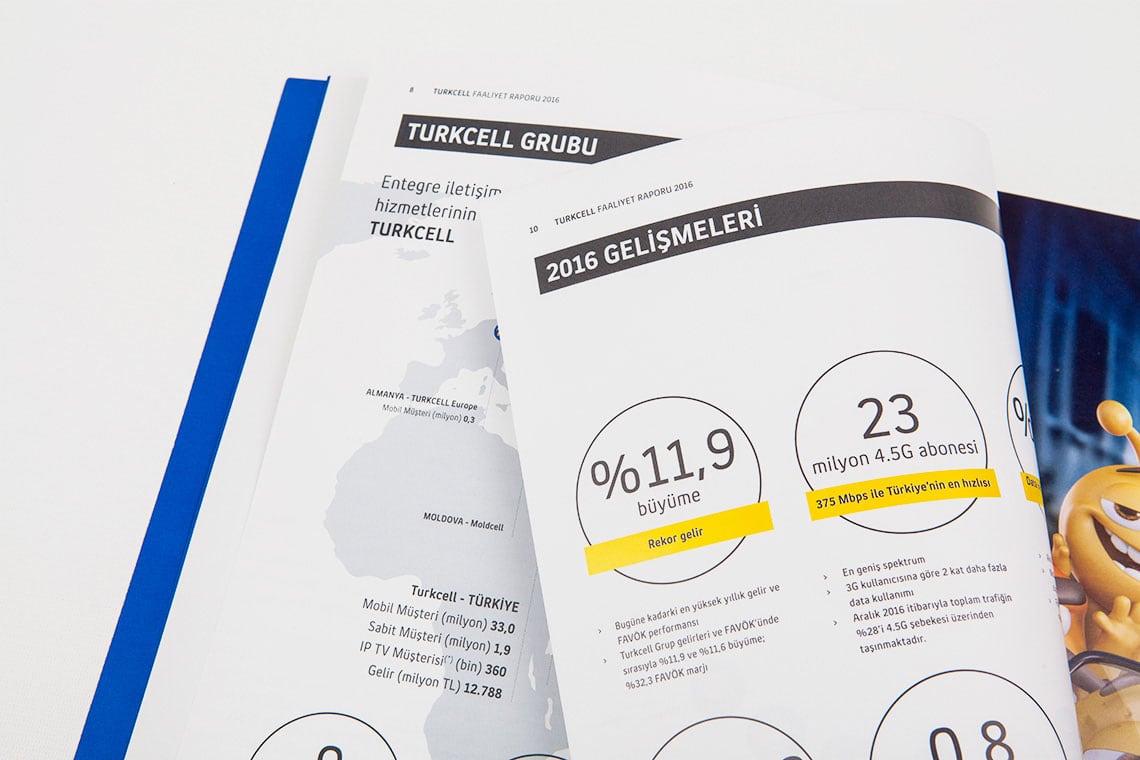 8 TURKCELL FAALİYET RAPORU 2016
TURKCELL GRUBU
Entegre iletişim
hizmetlerinin
TURKCELL
ALMANYA - TURKCELL Europe
Mobil Müşteri (milyon) 0,3
MOLDOVA - Moldcell
Turkcell - TÜRKİYE
Mobil Müşteri (milyon) 33,0
Sabit Müşteri (milyon) 1,9
IP TV Müşterisi(*) (bin) 360
Gelir (milyon TL) 12.788
10 TURKCELL FAALİYET RAPORU 2016
2016 GELİŞMELERİ
%11,9
büyüme
Rekor gelir
› Bugüne kadarki en yüksek yıllık gelir ve
FAVÖK performansı
› Turkcell Grup gelirleri ve FAVÖK'ünde
sırasıyla %11,9 ve %11,6 büyüme;
%32,3 FAVÖK marjı
23
milyon 4.5G abonesi
375 Mbps ile Türkiye'nin en hızlısı
› En geniş spektrum
› 3G kullanıcısına göre 2 kat daha fazla
data kullanımı
› Aralık 2016 itibarıyla toplam trafiğin
%28'i 4.5G şebekesi üzerinden
taşınmaktadır.
%
0,8